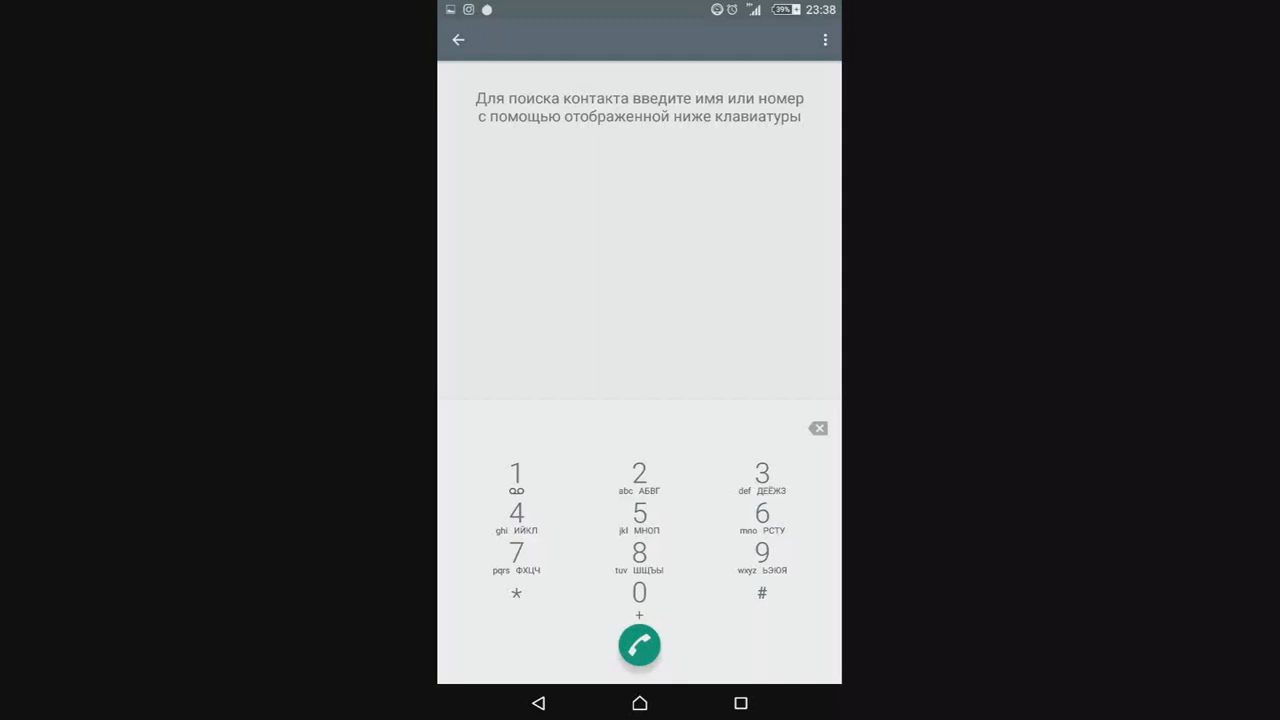 39% 23:38
Для поиска контакта введите имя или номер
с помощью отображенной ниже клавиатуры
1 2 3
abc АБВГ def ДЕЁЖЗ
4 5 6
ghi ИЙКЛ jkl МНОП mno РСТУ
7 8 9
pqrs ФХЦЧ tuv ШЩЪЫ wxyz ЬЭЮЯ
* 0 #
+